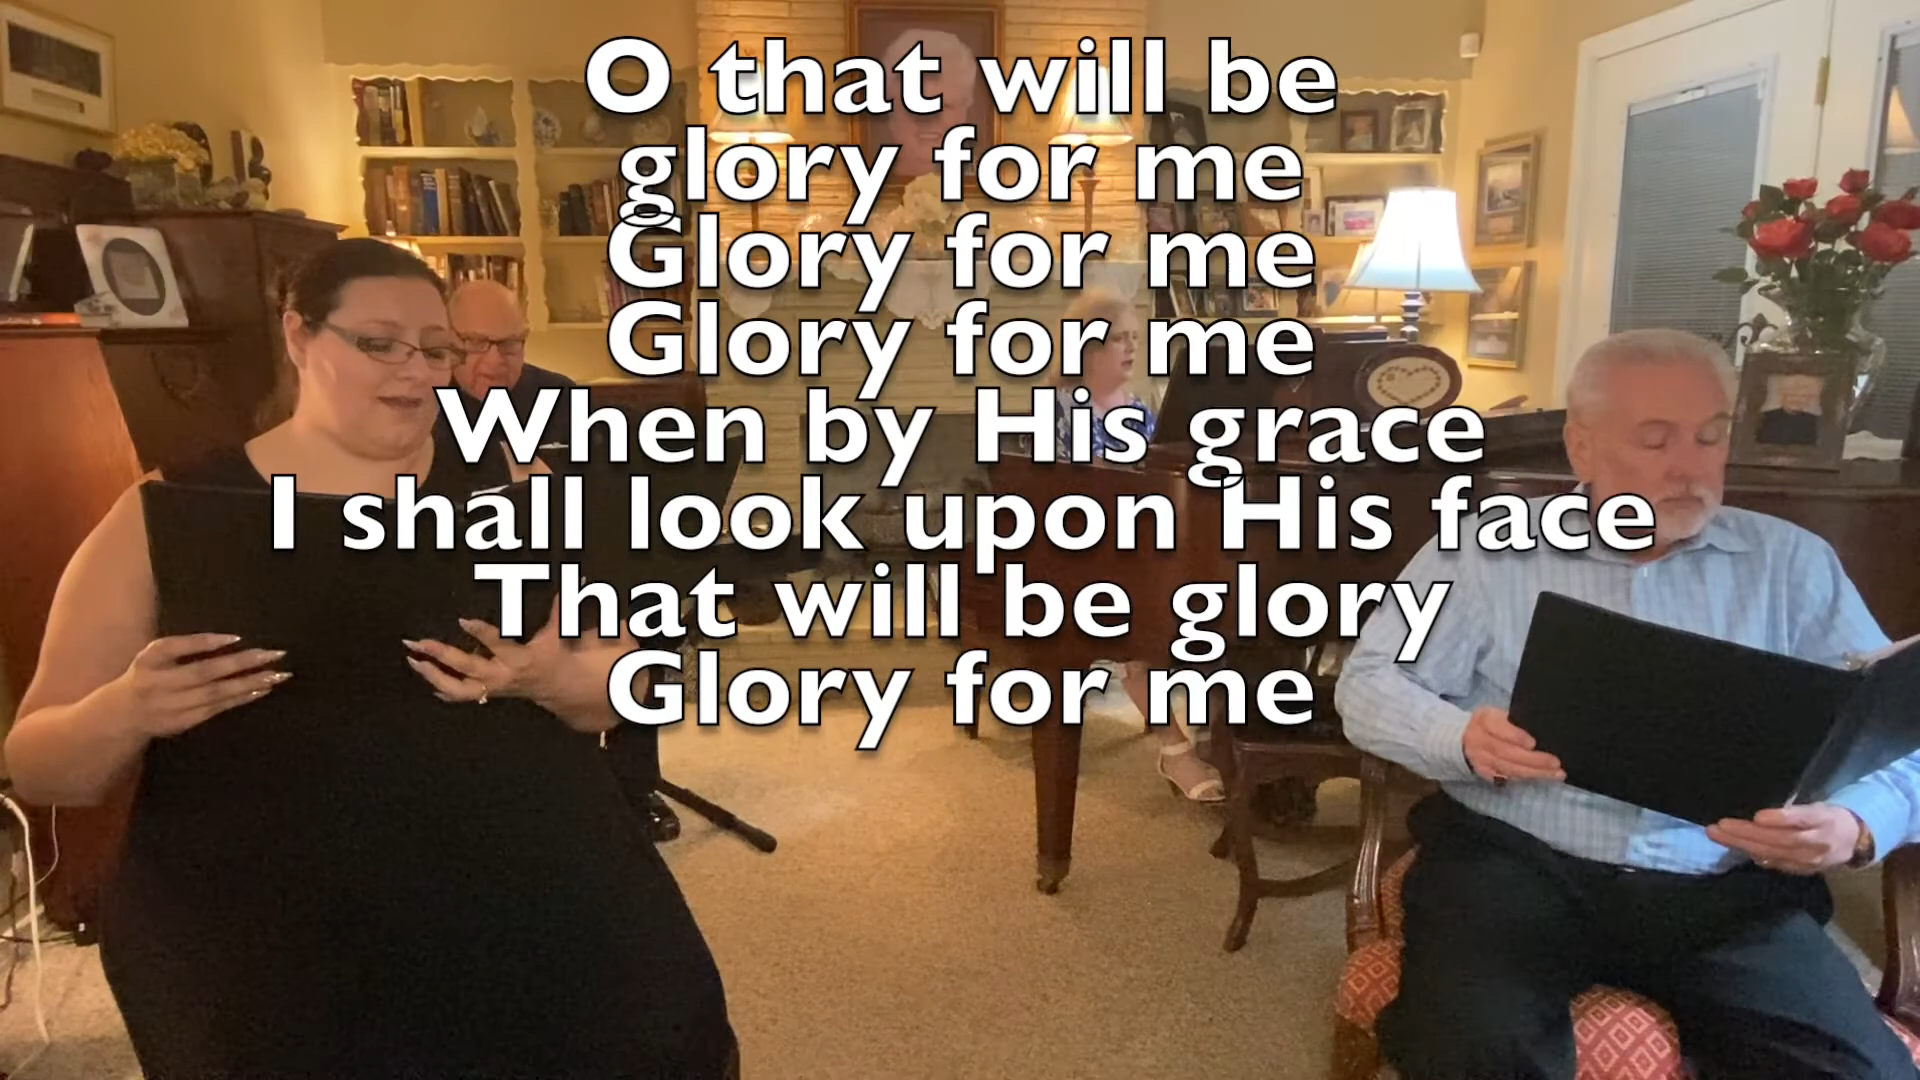 O that will be
glory for me
Glory for me
Glory for me
When by His grace
I shall look upon His face
That will be glory
Glory for me